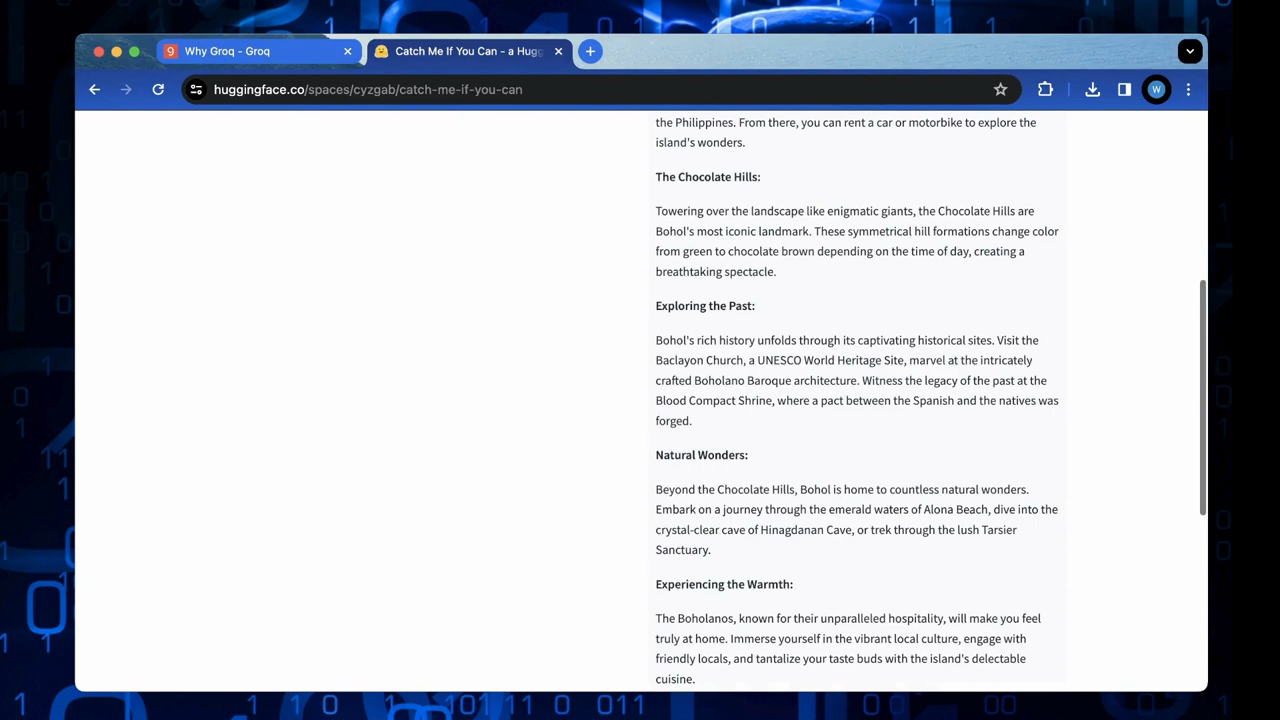 Why Groq - Groq
Catch Me If You Can - a Hugg
huggingface.co/spaces/cyzgab/catch-me-if-you-can
W
the Philippines. From there, you can rent a car or motorbike to explore the
island's wonders.
The Chocolate Hills:
Towering over the landscape like enigmatic giants, the Chocolate Hills are
Bohol's most iconic landmark. These symmetrical hill formations change color
from green to chocolate brown depending on the time of day, creating a
breathtaking spectacle.
Exploring the Past:
Bohol's rich history unfolds through its captivating historical sites. Visit the
Baclayon Church, a UNESCO World Heritage Site, marvel at the intricately
crafted Boholano Baroque architecture. Witness the legacy of the past at the
Blood Compact Shrine, where a pact between the Spanish and the natives was
forged.
Natural Wonders:
Beyond the Chocolate Hills, Bohol is home to countless natural wonders.
Embark on a journey through the emerald waters of Alona Beach, dive into the
crystal-clear cave of Hinagdanan Cave, or trek through the lush Tarsier
Sanctuary.
Experiencing the Warmth:
The Boholanos, known for their unparalleled hospitality, will make you feel
truly at home. Immerse yourself in the vibrant local culture, engage with
friendly locals, and tantalize your taste buds with the island's delectable
cuisine.